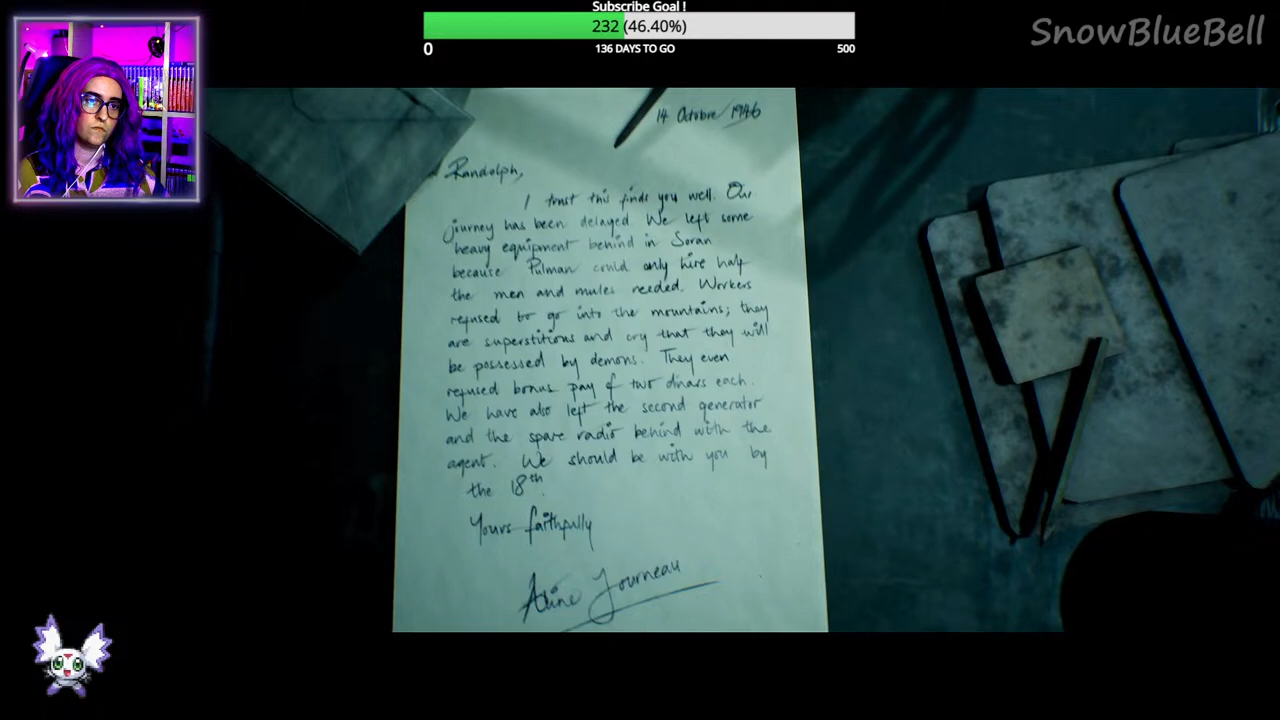 Subscribe Goal !
232 (46.40%)
0
136 DAYS TO GO
500
SnowBlueBell
14 Octobre 1946
Randolph,
I trust this finds you well. Our
journey has been delayed. We left some
heavy equipment behind in Soran
because Pulman could only hire half
the men and mules needed. Workers
refused to go into the mountains; they
are superstitious and cry that they will
be possessed by demons. They even
refused bonus pay of two dinars each.
We have also left the second generator
and the spare radio behind with the
agent. We should be with you by
the 18th.
Yours faithfully
Aline Journeau